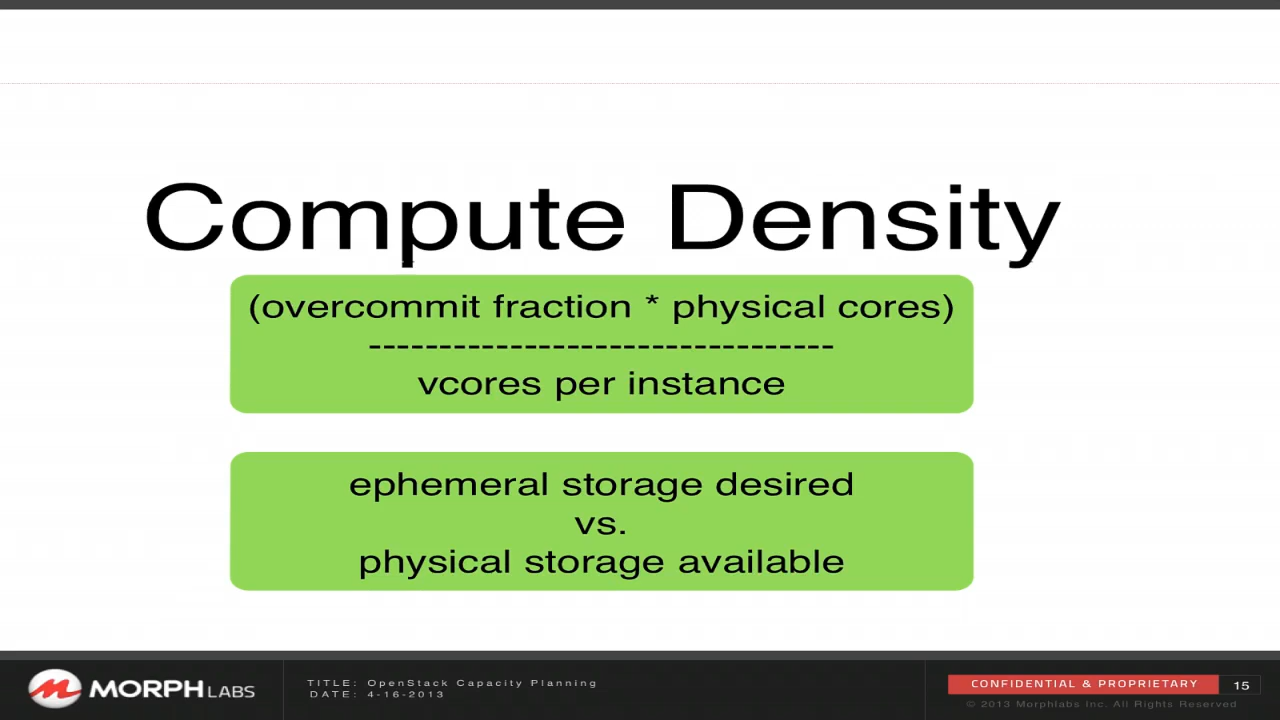 Compute Density
(overcommit fraction * physical cores)
---------------------------------
vcores per instance
ephemeral storage desired
vs.
physical storage available
MORPH LABS
TITLE: OpenStack Capacity Planning
DATE: 4-16-2013
CONFIDENTIAL & PROPRIETARY
15
© 2013 Morphlabs Inc. All Rights Reserved